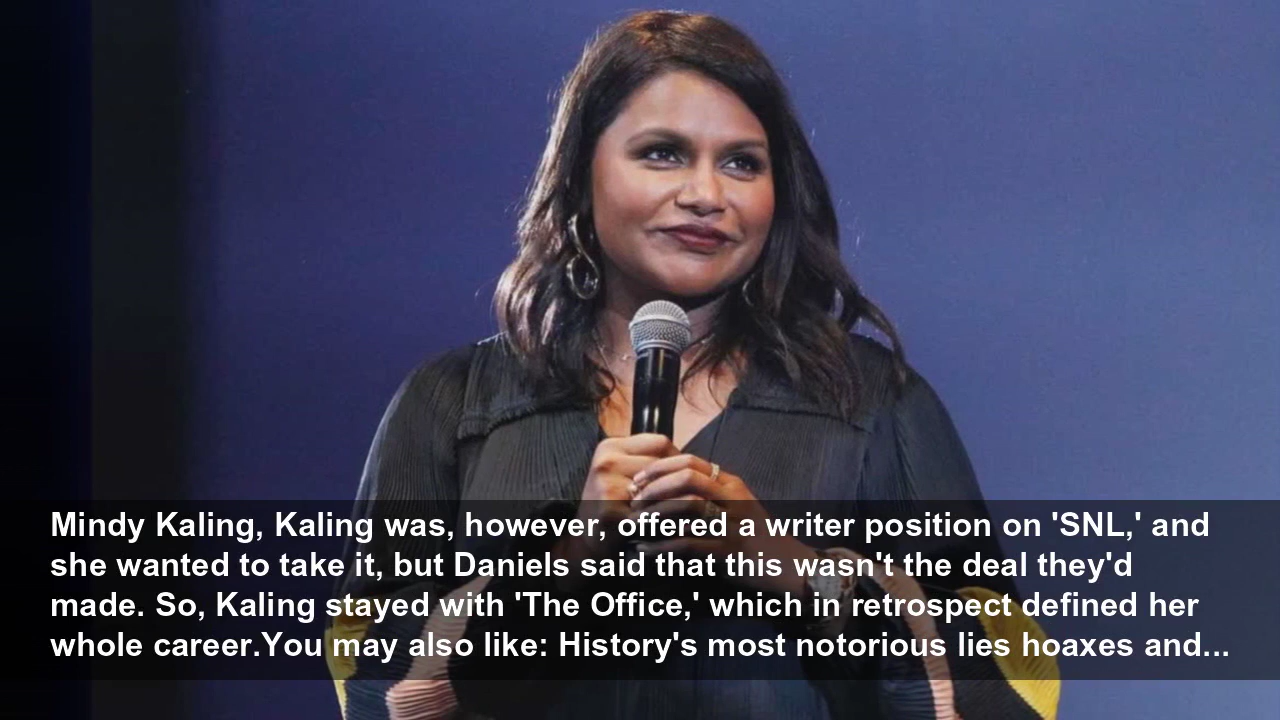 Mindy Kaling, Kaling was, however, offered a writer position on 'SNL,' and
she wanted to take it, but Daniels said that this wasn't the deal they'd
made. So, Kaling stayed with 'The Office,' which in retrospect defined her
whole career.You may also like: History's most notorious lies hoaxes and...